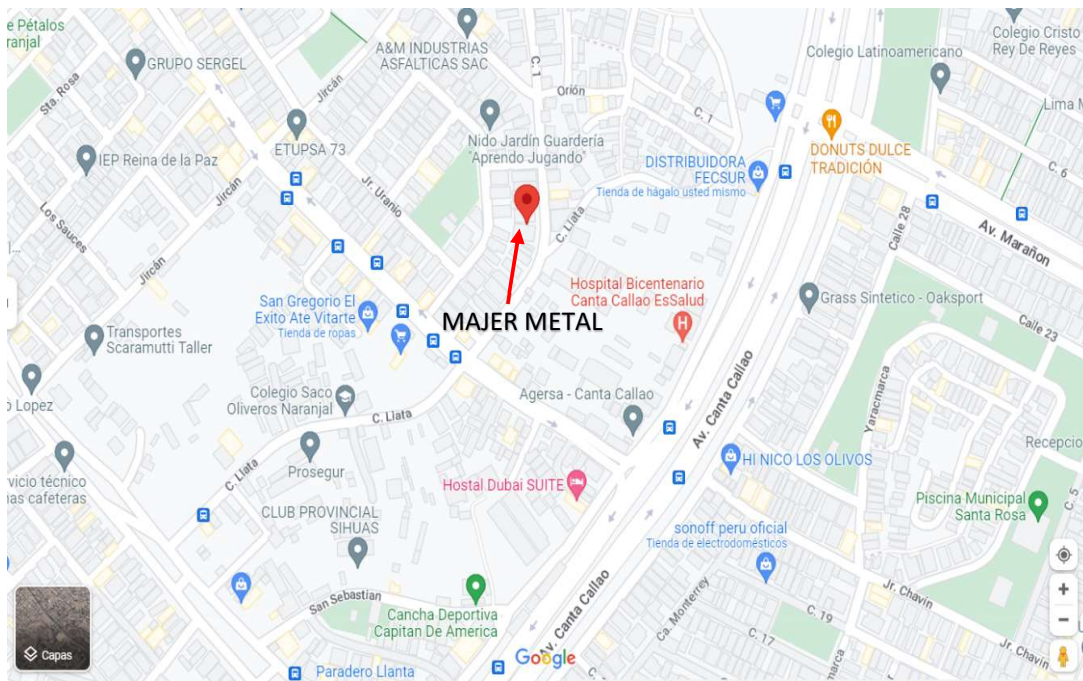 e Pétalos
ranjal
GRUPO SERGEL
A&M INDUSTRIAS
ASFALTICAS SAC
C. 1
Orión
C. 1
Colegio Latinoamericano
Colegio Cristo
Rey De Reyes
Sta. Rosa
Jircán
ETUPSA 73
Nido Jardín Guardería
"Aprendo Jugando"
DISTRIBUIDORA
FECSUR
Tienda de hágalo usted mismo
DONUTS DULCE
TRADICIÓN
Lima
IEP Reina de la Paz
Jircán
Jr. Uranio
C. 6
Los Sauces
C. Llata
Calle 28
Av. Marañon
Jircán
San Gregorio El
Exito Ate Vitarte
Tienda de ropas
MAJER METAL
Hospital Bicentenario
Canta Callao EsSalud
Grass Sintetico - Oaksport
Calle 23
Transportes
Scaramutti Taller
o Lopez
Colegio Saco
Oliveros Naranjal
C. Llata
Agersa - Canta Callao
Av. Canta Callao
Yaracmarca
Recepcio
Prosegur
C. Llata
HI NICO LOS OLIVOS
vicio técnico
nas cafeteras
Hostal Dubai SUITE
Piscina Municipal
Santa Rosa
C. 5
CLUB PROVINCIAL
SIHUAS
sonoff peru oficial
Tienda de electrodomésticos
San Sebastian
Cancha Deportiva
Capitan De America
Av. Canta Callao
Ca. Monterrey
C. 19
C. 17
Jr. Chavín
Jr. Chavín
Capas
Paradero Llanta
Google
C.
marca